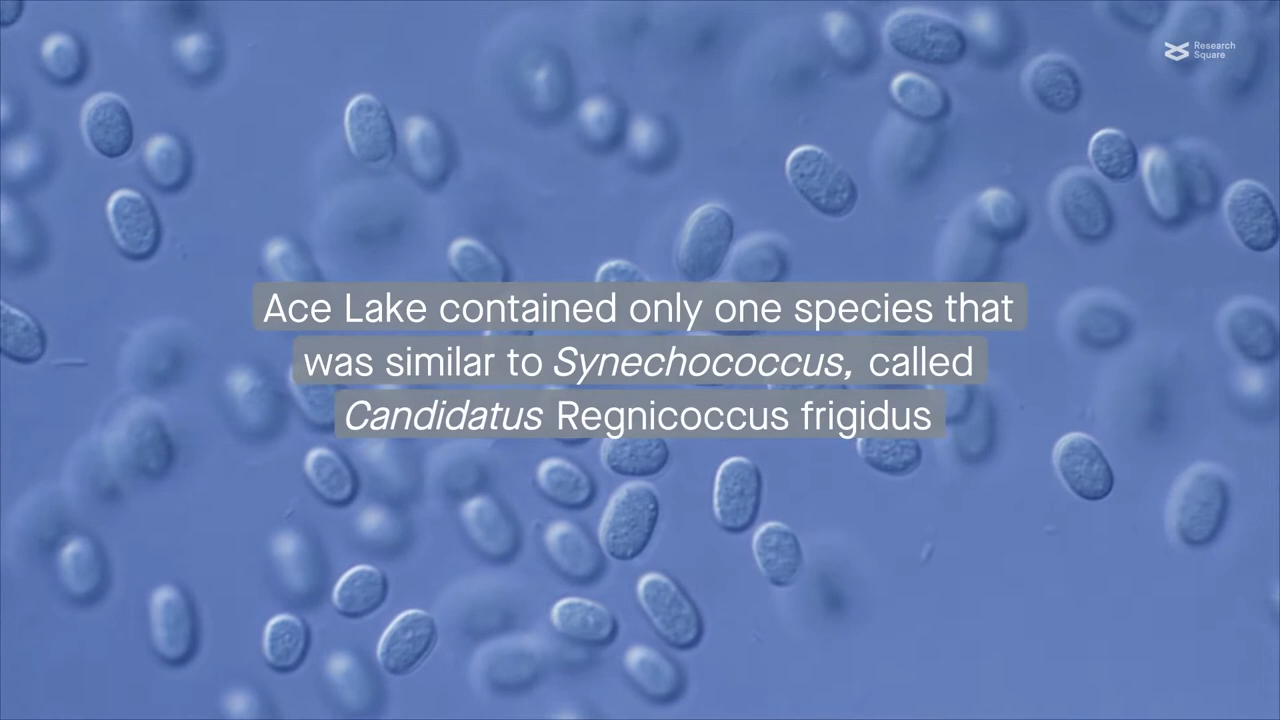 Research
Square
Ace Lake contained only one species that
was similar to Synechococcus, called
Candidatus Regnicoccus frigidus